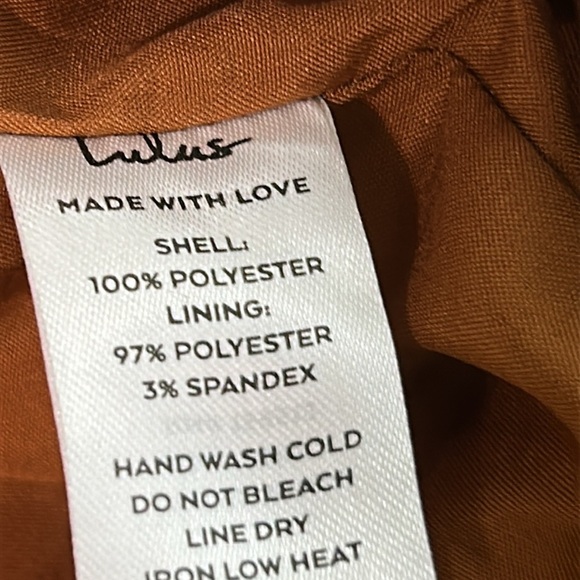 Lulus
MADE WITH LOVE
SHELL:
100% POLYESTER
LINING:
97% POLYESTER
3% SPANDEX
HAND WASH COLD
DO NOT BLEACH
LINE DRY
IRON LOW HEAT